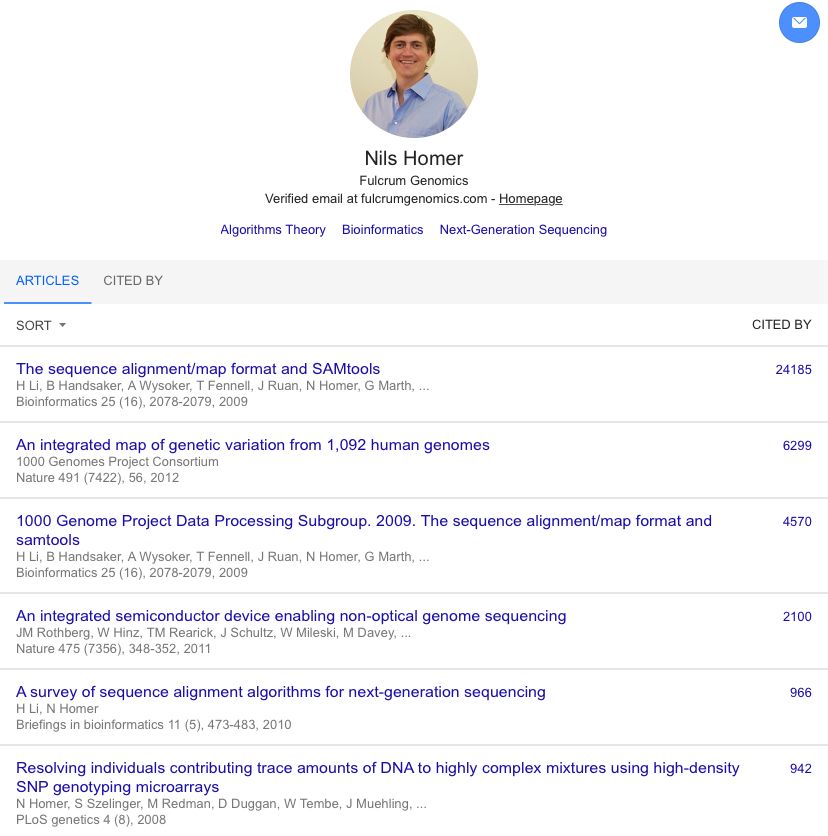 Nils Homer
Fulcrum Genomics
Verified email at fulcrumgenomics.com - Homepage
Algorithms Theory Bioinformatics Next-Generation Sequencing
ARTICLES CITED BY
SORT CITED BY
The sequence alignment/map format and SAMtools 24185
H Li, B Handsaker, A Wysoker, T Fennell, J Ruan, N Homer, G Marth, ...
Bioinformatics 25 (16), 2078-2079, 2009
An integrated map of genetic variation from 1,092 human genomes 6299
1000 Genomes Project Consortium
Nature 491 (7422), 56, 2012
1000 Genome Project Data Processing Subgroup. 2009. The sequence alignment/map format and 4570
samtools
H Li, B Handsaker, A Wysoker, T Fennell, J Ruan, N Homer, G Marth, ...
Bioinformatics 25 (16), 2078-2079, 2009
An integrated semiconductor device enabling non-optical genome sequencing 2100
JM Rothberg, W Hinz, TM Rearick, J Schultz, W Mileski, M Davey, ...
Nature 475 (7356), 348-352, 2011
A survey of sequence alignment algorithms for next-generation sequencing 966
H Li, N Homer
Briefings in bioinformatics 11 (5), 473-483, 2010
Resolving individuals contributing trace amounts of DNA to highly complex mixtures using high-density 942
SNP genotyping microarrays
N Homer, S Szelinger, M Redman, D Duggan, W Tembe, J Muehling, ...
PLoS genetics 4 (8), 2008